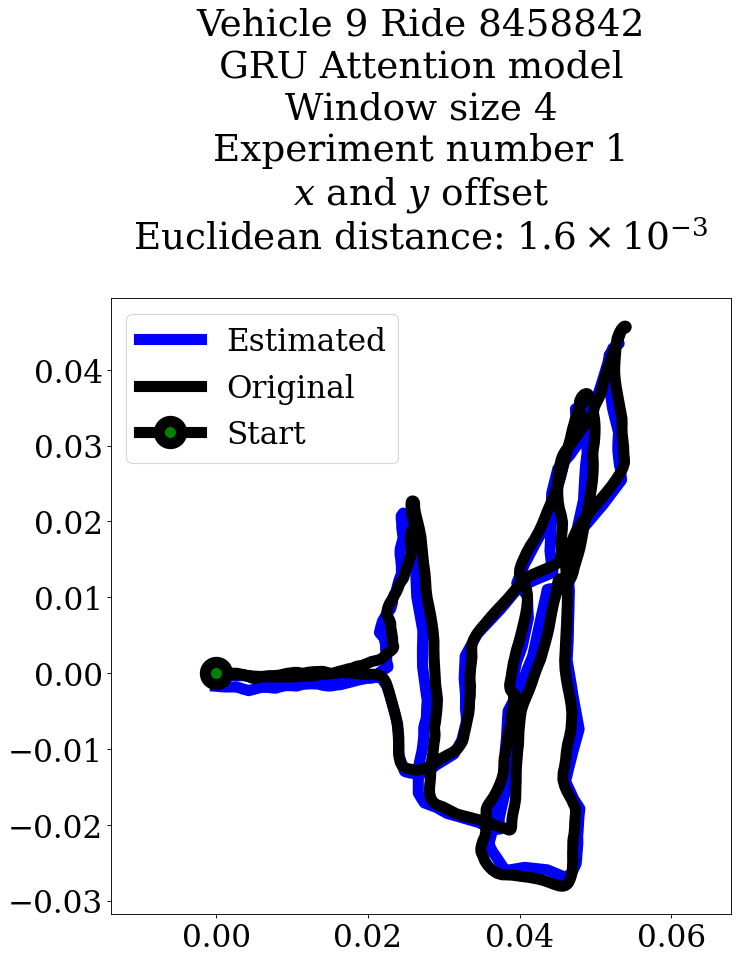 Vehicle 9 Ride 8458842
GRU Attention model
Window size 4
Experiment number 1
x and y offset
Euclidean distance: 1.6 × 10⁻³
Estimated
Original
Start
0.04
0.03
0.02
0.01
0.00
−0.01
−0.02
−0.03
0.00 0.02 0.04 0.06